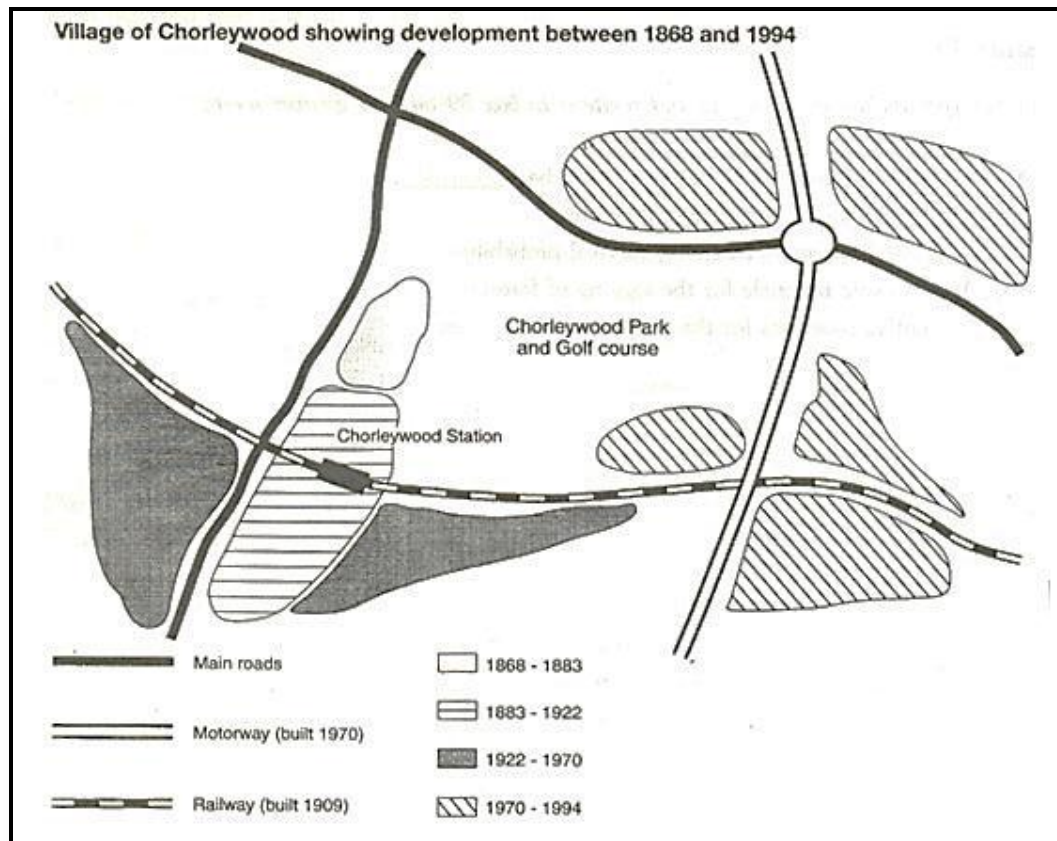 Village of Chorleywood showing development between 1868 and 1994
Chorleywood Park
and Golf course
Chorleywood Station
Main roads
Motorway (built 1970)
Railway (built 1909)
1868 - 1883
1883 - 1922
1922 - 1970
1970 - 1994